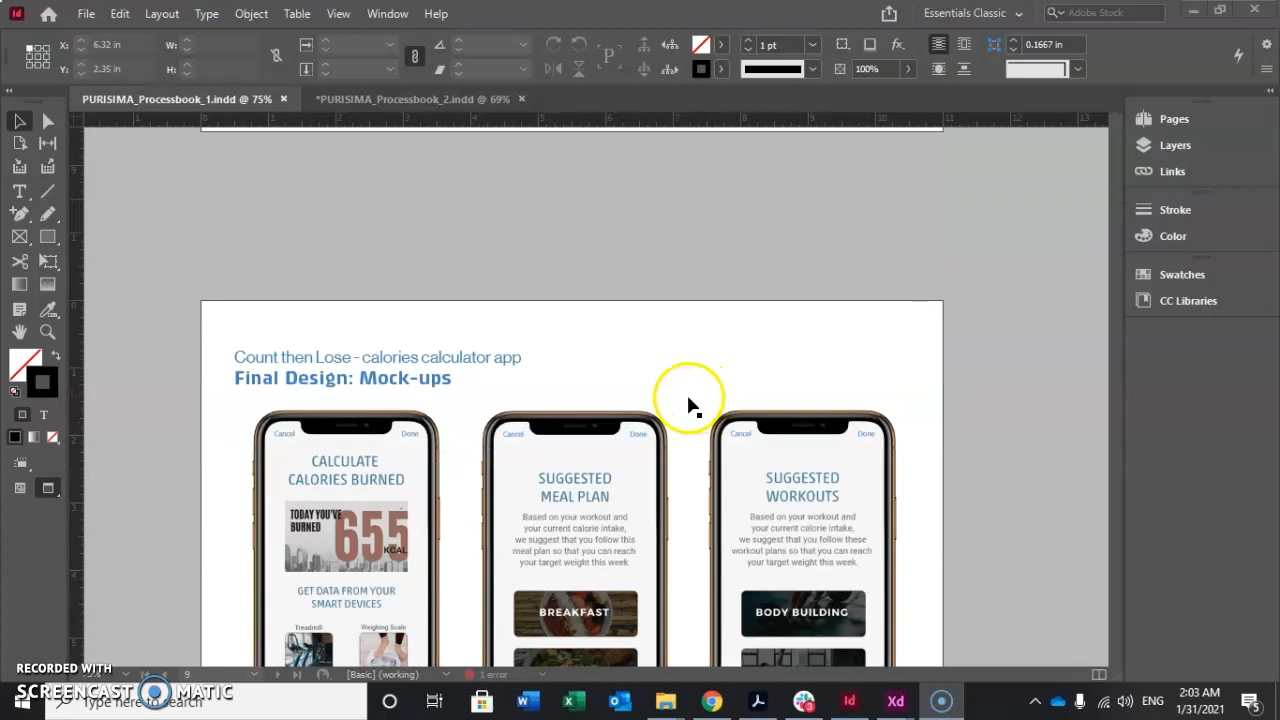 File Edit Layout Type Object Table View Window Help
Essentials Classic
Adobe Stock
X: 6.32 in W:
1 pt
0.1667 in
Y: 2.35 in H:
100%
PURISIMA_Processbook_1.indd @ 75% ×
*PURISIMA_Processbook_2.indd @ 69% ×
Pages
Layers
Links
Stroke
Color
Swatches
CC Libraries
Count then Lose - calories calculator app
Final Design: Mock-ups
Cancel Done
CALCULATE
CALORIES BURNED
TODAY YOU'VE
BURNED
655
KCAL
GET DATA FROM YOUR
SMART DEVICES
Treadmill Weighing Scale
Cancel Done
SUGGESTED
MEAL PLAN
Based on your workout and
your current calorie intake,
we suggest that you follow this
meal plan so that you can reach
your target weight this week.
BREAKFAST
Cancel Done
SUGGESTED
WORKOUTS
Based on your workout and
your current calorie intake,
we suggest that you follow these
workout plans so that you can reach
your target weight this week.
BODY BUILDING
9
[Basic] (working)
1 error
RECORDED WITH
SCREENCAST MATIC
Type here to search
ENG
2:03 AM
1/31/2021